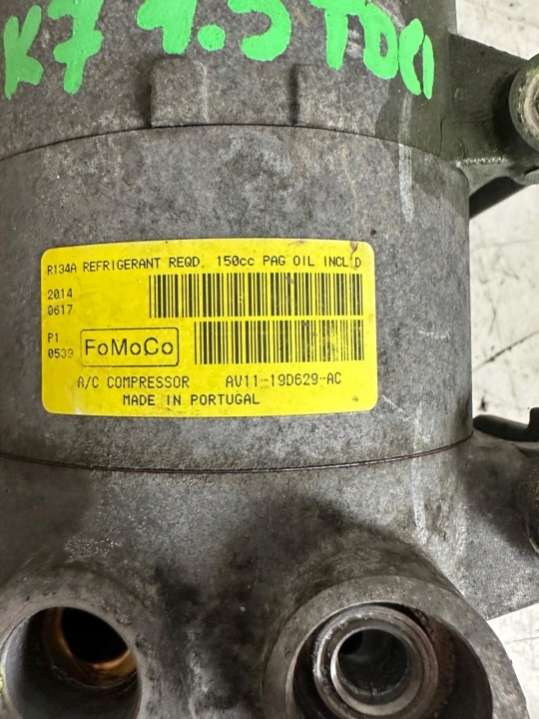 K7 1.5 TDCI
R134A REFRIGERANT REQD. 150cc PAG OIL INCL'D
2014
0617
P1
0539
FoMoCo
A/C COMPRESSOR AV11-19D629-AC
MADE IN PORTUGAL